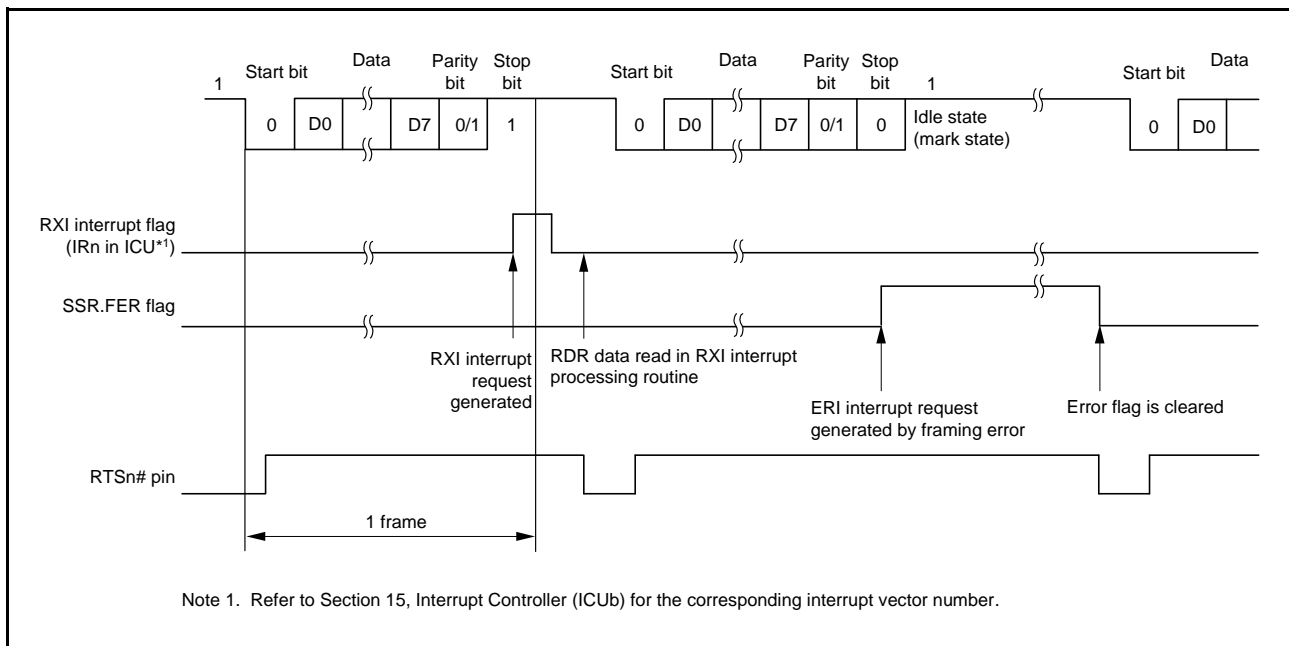 Data Parity Stop Data Parity Stop Data
1 Start bit bit bit Start bit bit bit 1 Start bit
0 D0 D7 0/1 1 0 D0 D7 0/1 0 Idle state 0 D0
(mark state)
RXI interrupt flag
(IRn in ICU*1)
SSR.FER flag
RXI interrupt
request
generated
RDR data read in RXI interrupt
processing routine
ERI interrupt request
generated by framing error
Error flag is cleared
RTSn# pin
1 frame
Note 1. Refer to Section 15, Interrupt Controller (ICUb) for the corresponding interrupt vector number.